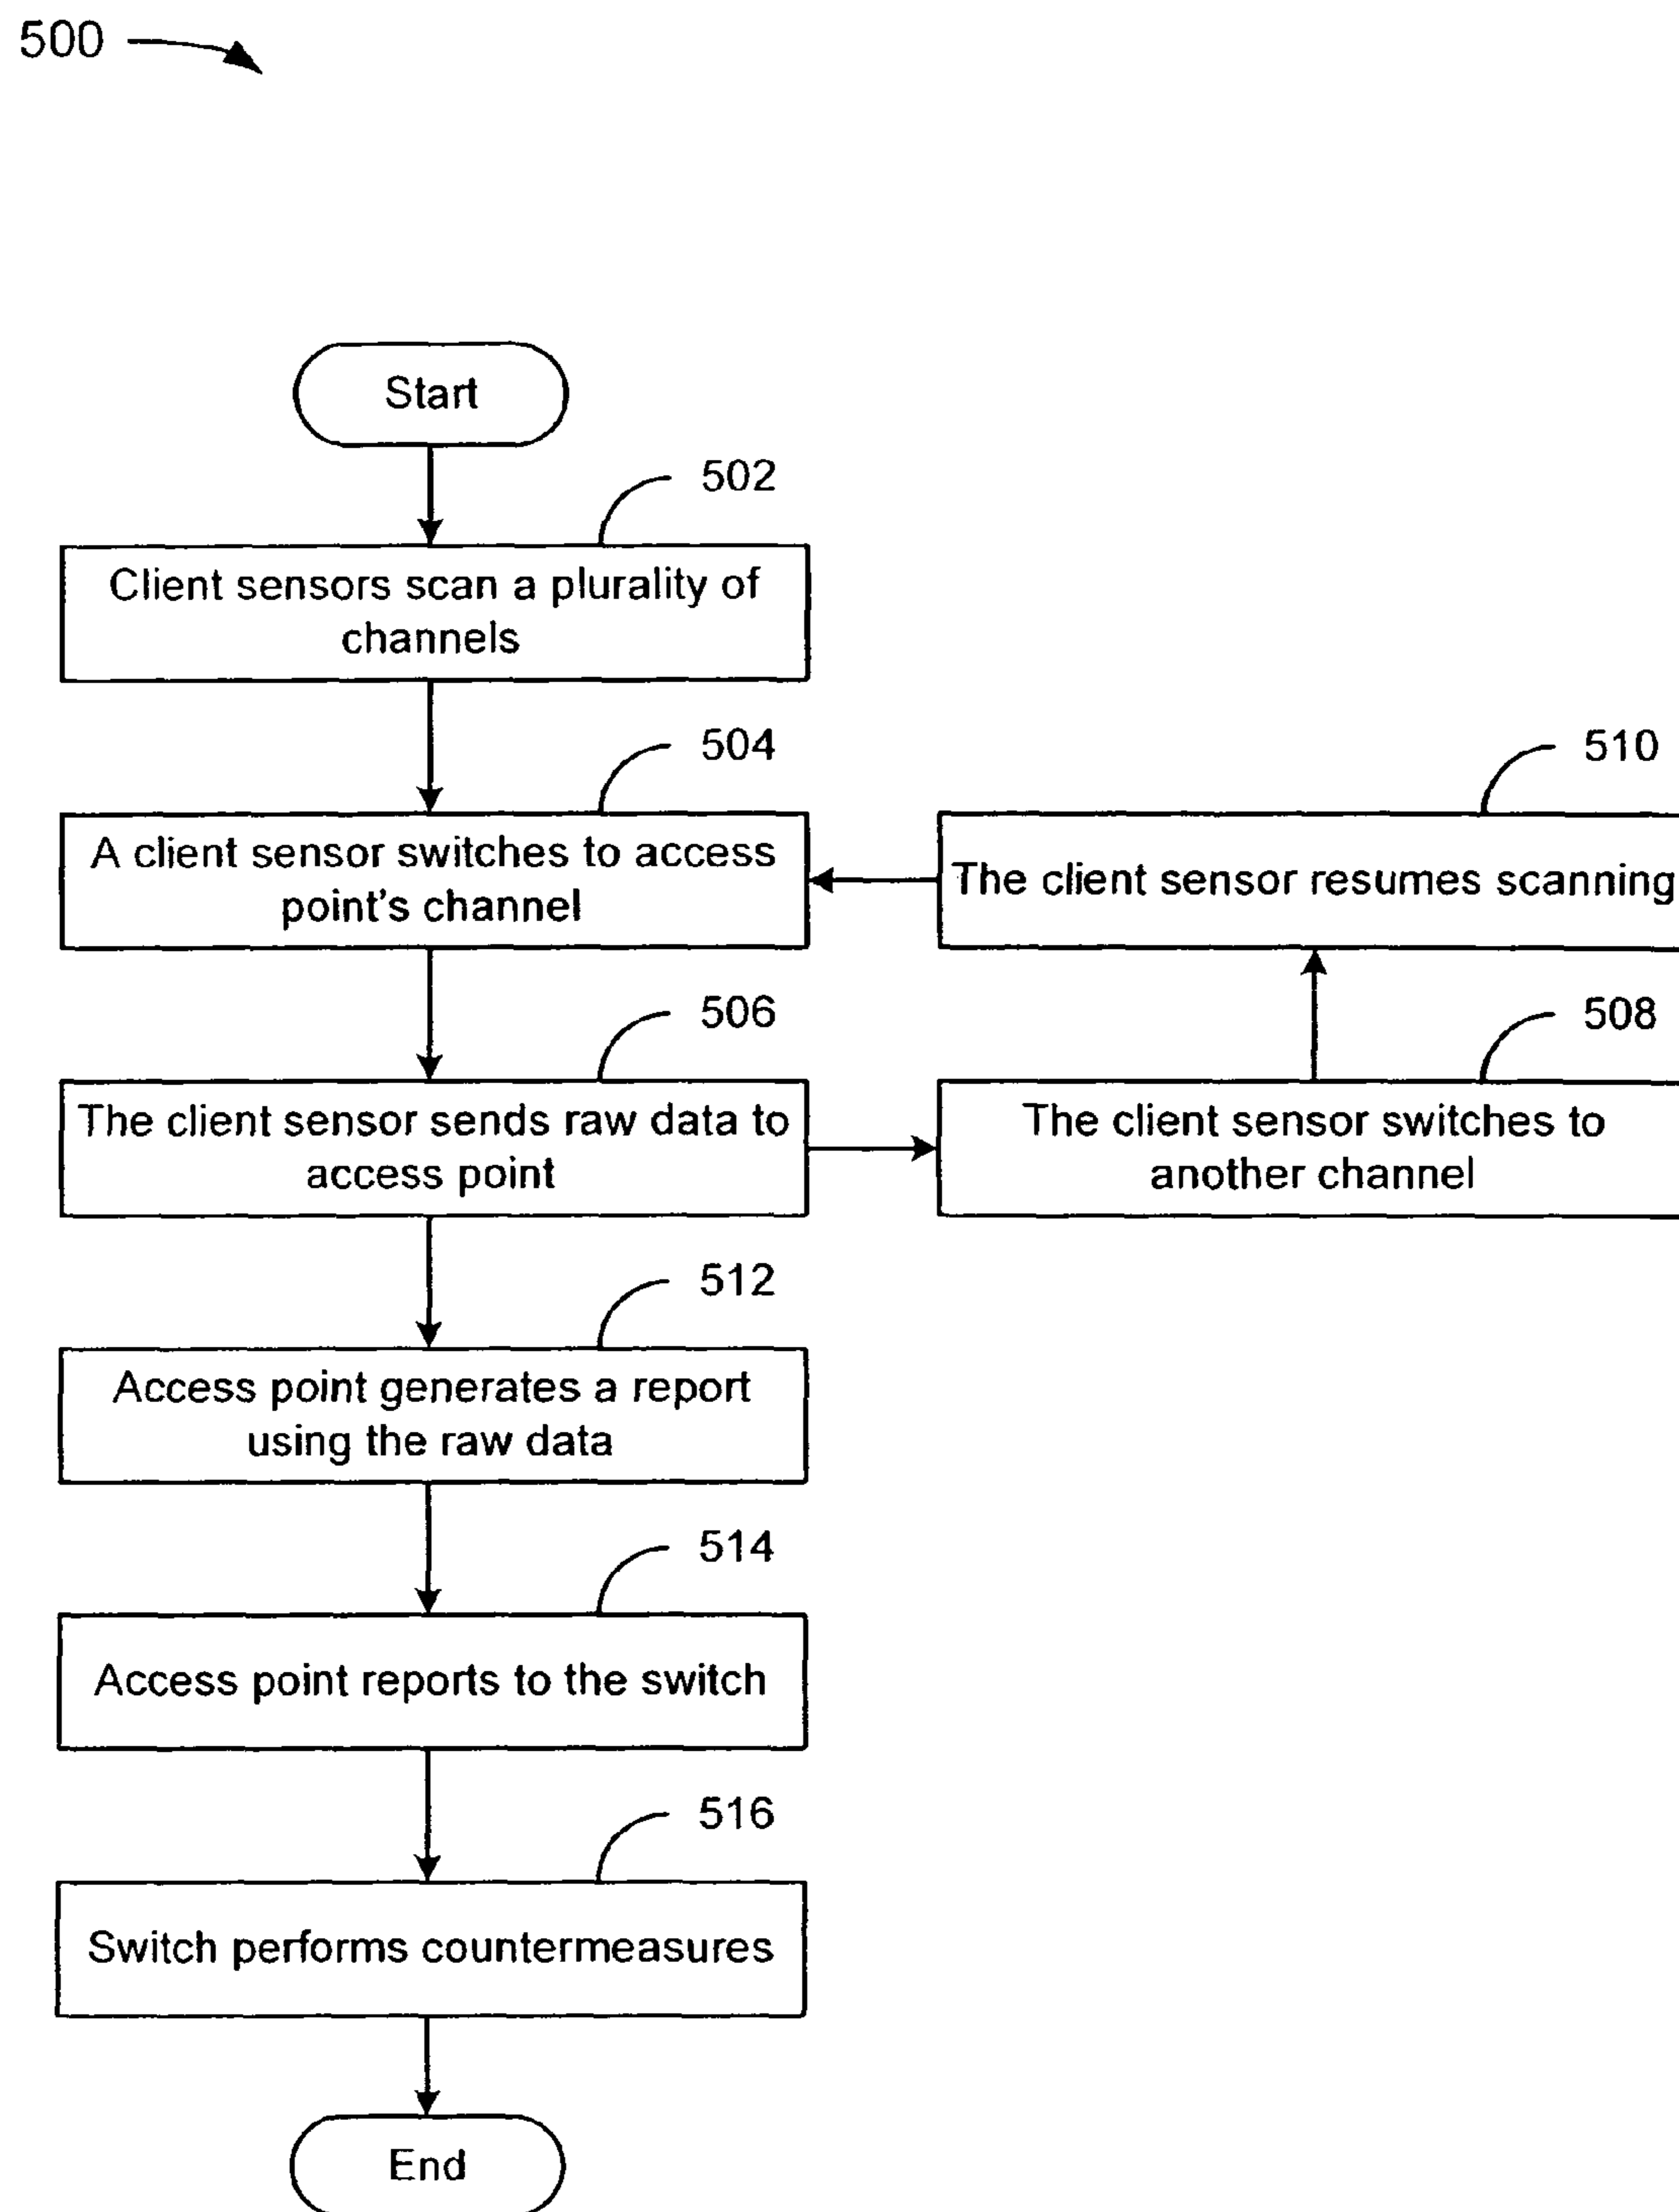 500
Start
502
Client sensors scan a plurality of
channels
504
A client sensor switches to access
point's channel
510
The client sensor resumes scanning
506
The client sensor sends raw data to
access point
508
The client sensor switches to
another channel
512
Access point generates a report
using the raw data
514
Access point reports to the switch
516
Switch performs countermeasures
End